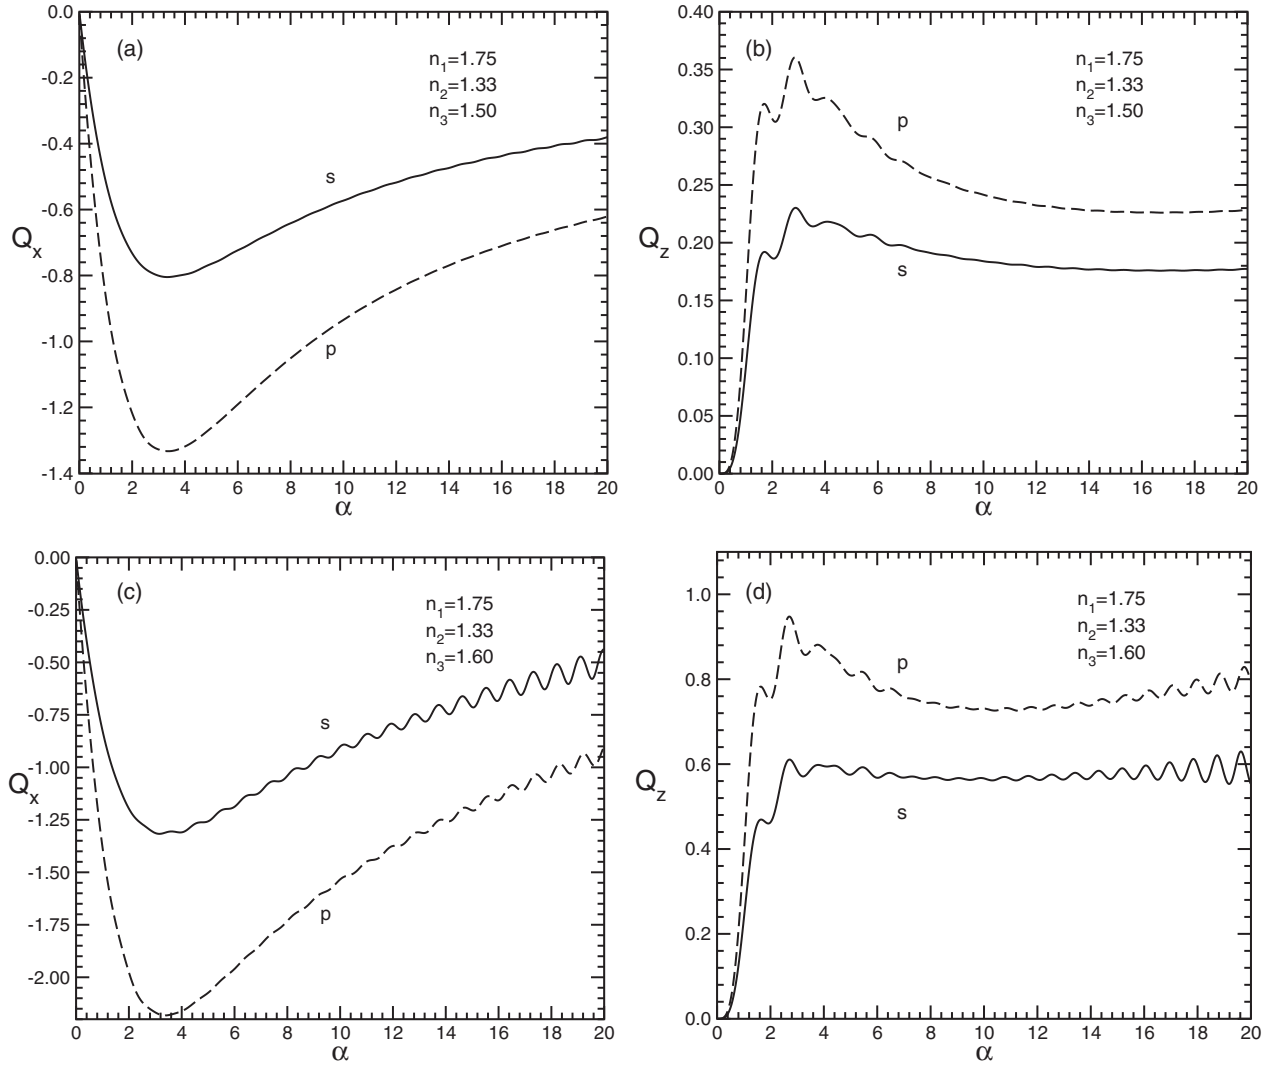 0.0
(a)
n1=1.75
n2=1.33
n3=1.50
-0.2
-0.4
s
-0.6
Qx
-0.8
-1.0
p
-1.2
-1.4
0 2 4 6 8 10 12 14 16 18 20
α
0.40
(b)
n1=1.75
n2=1.33
n3=1.50
0.35
p
0.30
0.25
Qz
0.20
s
0.15
0.10
0.05
0.00
0 2 4 6 8 10 12 14 16 18 20
α
0.00
(c)
n1=1.75
n2=1.33
n3=1.60
-0.25
-0.50
s
-0.75
Qx
-1.00
-1.25
-1.50
p
-1.75
-2.00
0 2 4 6 8 10 12 14 16 18 20
α
(d)
n1=1.75
n2=1.33
n3=1.60
1.0
p
0.8
Qz
0.6
s
0.4
0.2
0.0
0 2 4 6 8 10 12 14 16 18 20
α